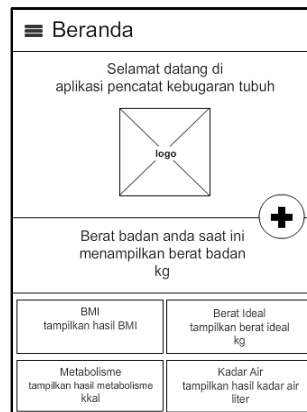 Beranda
Selamat datang di
aplikasi pencatat kebugaran tubuh
logo
Berat badan anda saat ini
menampilkan berat badan
kg
BMI
tampilkan hasil BMI
Berat Ideal
tampilkan berat ideal
kg
Metabolisme
tampilkan hasil metabolisme
kkal
Kadar Air
tampilkan hasil kadar air
liter